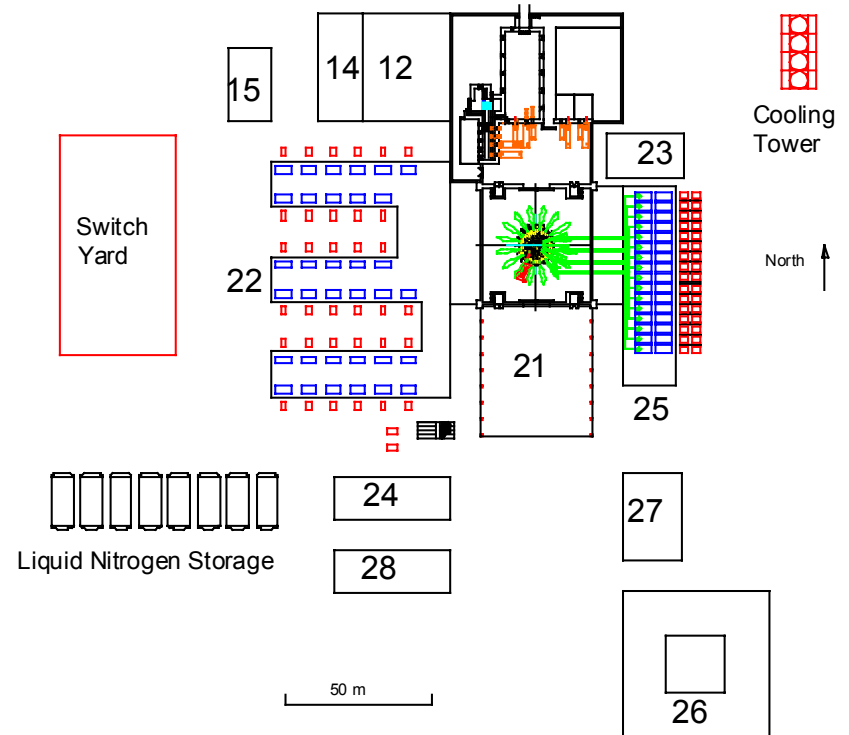 14 12
15
Cooling
Tower
23
Switch
Yard
North
22
21
25
24
27
Liquid Nitrogen Storage
28
50 m
26